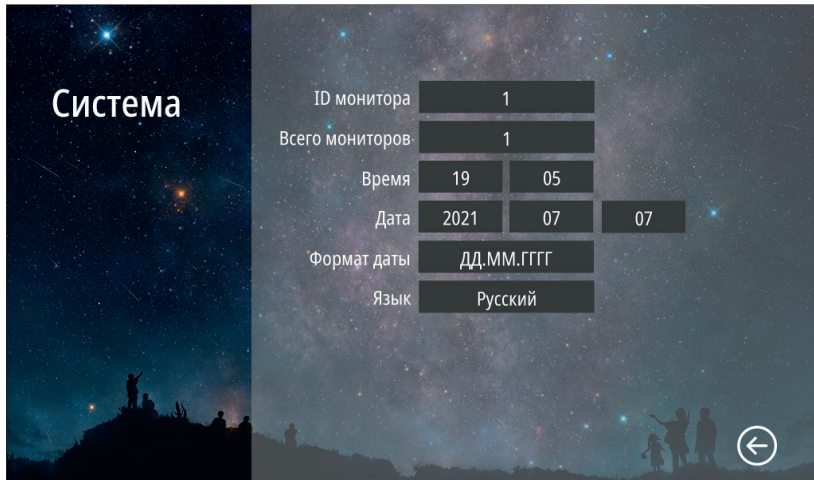 Система
ID монитора 1
Всего мониторов 1
Время 19 05
Дата 2021 07 07
Формат даты ДД.ММ.ГГГГ
Язык Русский